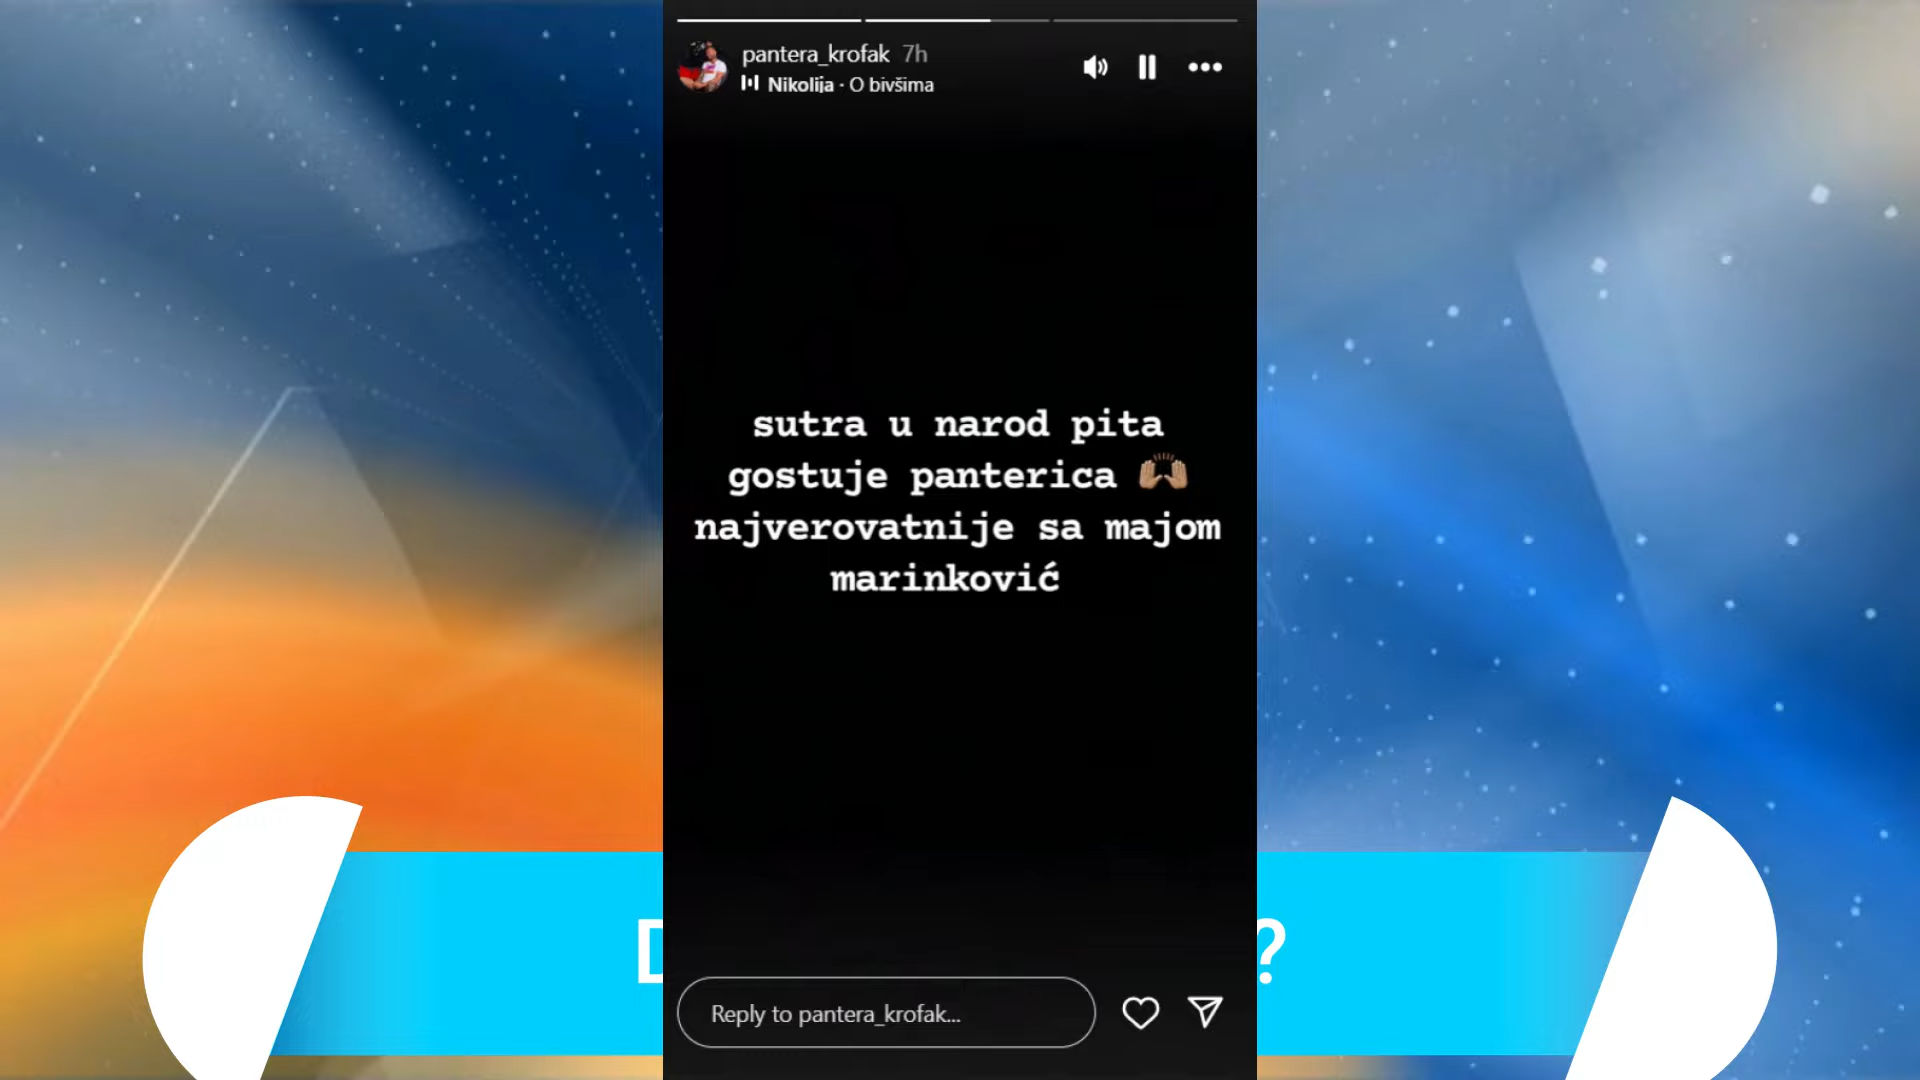 pantera_krofak 7h
Nikolija · O bivšima
sutra u narod pita
gostuje panterica 🙌🏽
najverovatnije sa majom
marinković
D ?
Reply to pantera_krofak...